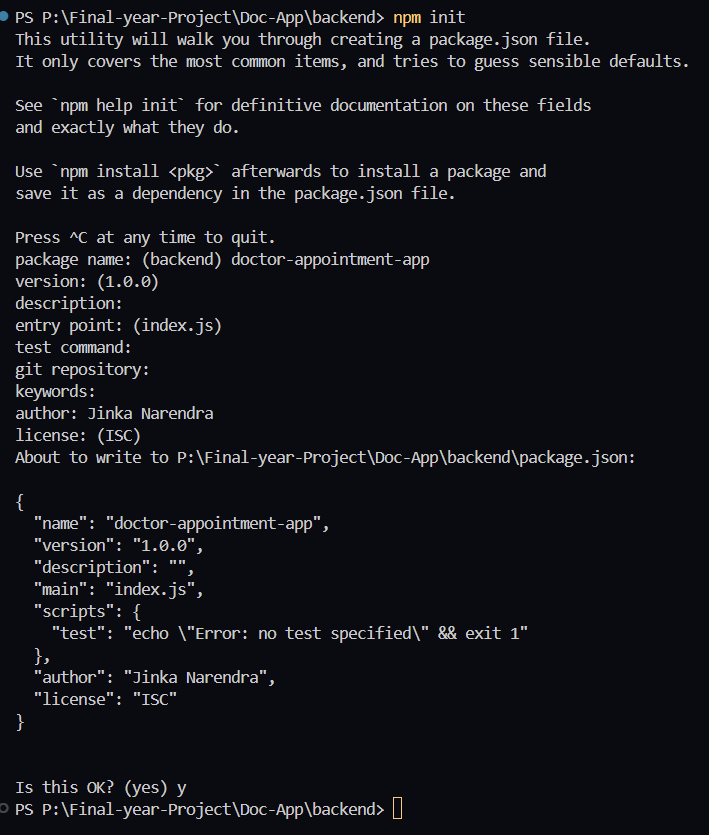 PS P:\Final-year-Project\Doc-App\backend> npm init
This utility will walk you through creating a package.json file.
It only covers the most common items, and tries to guess sensible defaults.

See `npm help init` for definitive documentation on these fields
and exactly what they do.

Use `npm install <pkg>` afterwards to install a package and
save it as a dependency in the package.json file.

Press ^C at any time to quit.
package name: (backend) doctor-appointment-app
version: (1.0.0)
description:
entry point: (index.js)
test command:
git repository:
keywords:
author: Jinka Narendra
license: (ISC)
About to write to P:\Final-year-Project\Doc-App\backend\package.json:

{
  "name": "doctor-appointment-app",
  "version": "1.0.0",
  "description": "",
  "main": "index.js",
  "scripts": {
    "test": "echo \"Error: no test specified\" && exit 1"
  },
  "author": "Jinka Narendra",
  "license": "ISC"
}


Is this OK? (yes) y
PS P:\Final-year-Project\Doc-App\backend>